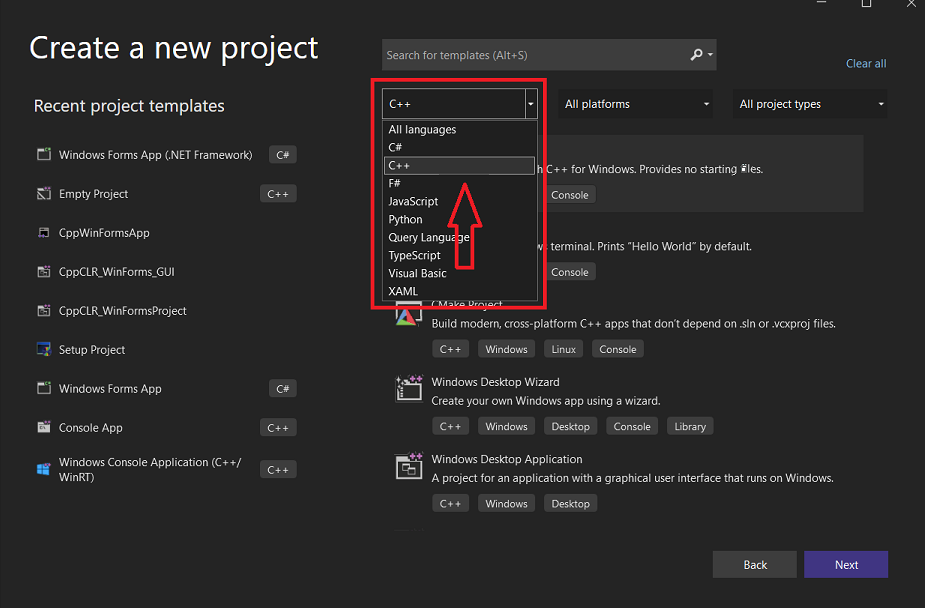 Create a new project
Search for templates (Alt+S)
Clear all
Recent project templates
Windows Forms App (.NET Framework) C#
Empty Project C++
CppWinFormsApp
CppCLR_WinForms_GUI
CppCLR_WinFormsProject
Setup Project
Windows Forms App C#
Console App C++
Windows Console Application (C++/
WinRT) C++
C++ All platforms All project types
All languages
C#
C++
F#
JavaScript
Python
Query Language
TypeScript
Visual Basic
XAML
C++ for Windows. Provides no starting files.
Console
terminal. Prints "Hello World" by default.
Console
CMake Project
Build modern, cross-platform C++ apps that don't depend on .sln or .vcxproj files.
C++ Windows Linux Console
Windows Desktop Wizard
Create your own Windows app using a wizard.
C++ Windows Desktop Console Library
Windows Desktop Application
A project for an application with a graphical user interface that runs on Windows.
C++ Windows Desktop
Back Next